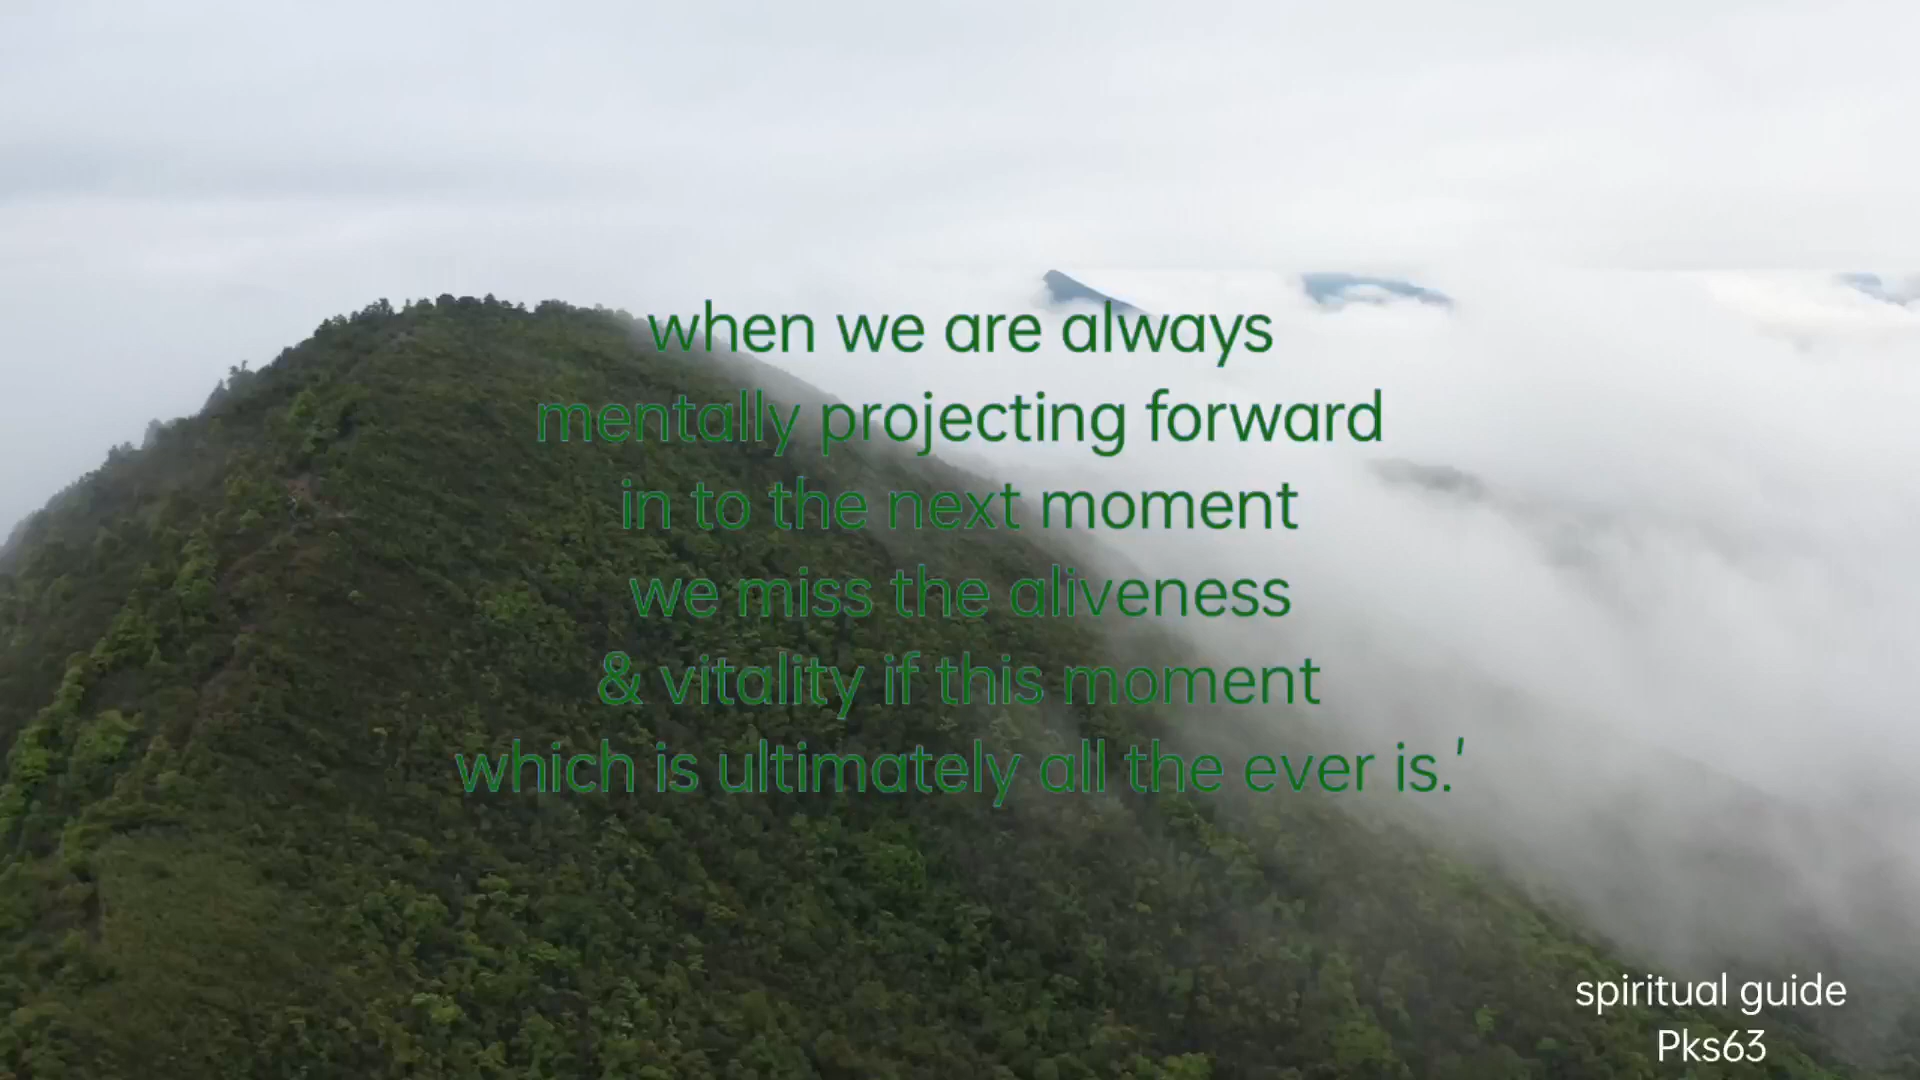 when we are always
mentally projecting forward
in to the next moment
we miss the aliveness
& vitality if this moment
which is ultimately all the ever is.'
spiritual guide
Pks63